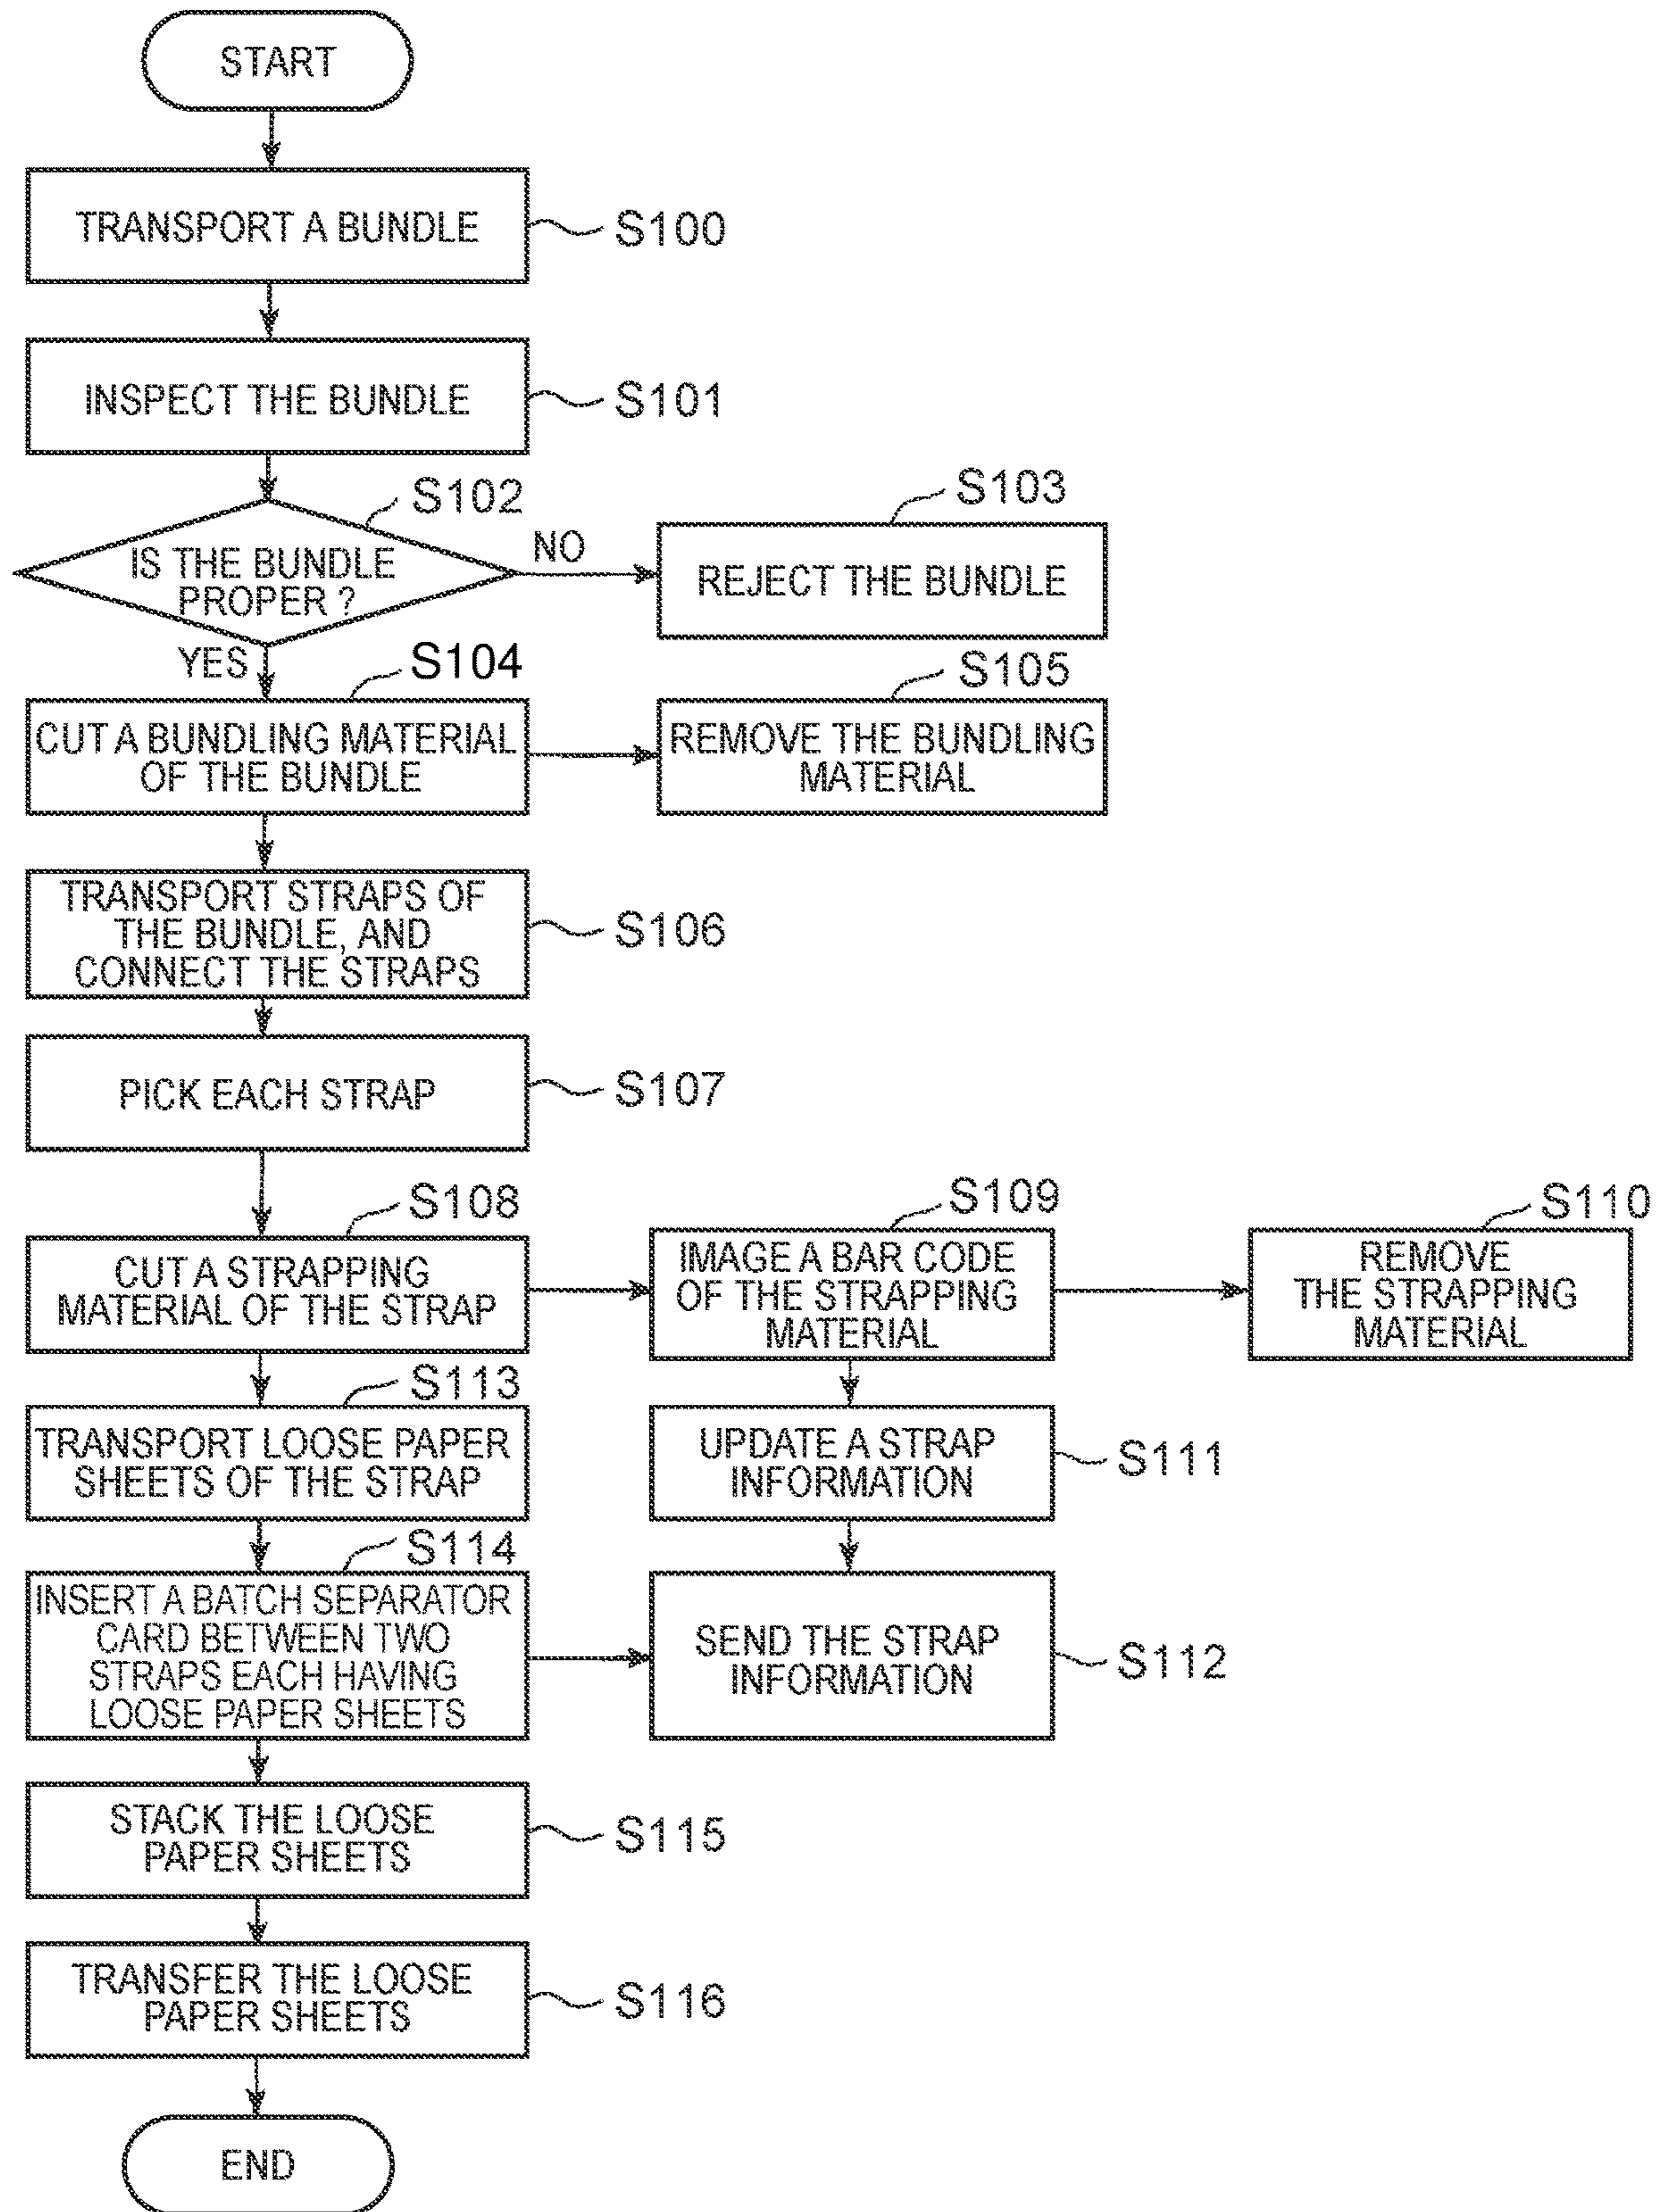 START
TRANSPORT A BUNDLE
S100
INSPECT THE BUNDLE
S101
S102
IS THE BUNDLE
PROPER ?
NO
S103
REJECT THE BUNDLE
YES
S104
CUT A BUNDLING MATERIAL
OF THE BUNDLE
S105
REMOVE THE BUNDLING
MATERIAL
TRANSPORT STRAPS OF
THE BUNDLE, AND
CONNECT THE STRAPS
S106
PICK EACH STRAP
S107
S108
CUT A STRAPPING
MATERIAL OF THE STRAP
S109
IMAGE A BAR CODE
OF THE STRAPPING
MATERIAL
S110
REMOVE
THE STRAPPING
MATERIAL
S113
TRANSPORT LOOSE PAPER
SHEETS OF THE STRAP
UPDATE A STRAP
INFORMATION
S111
S114
INSERT A BATCH SEPARATOR
CARD BETWEEN TWO
STRAPS EACH HAVING
LOOSE PAPER SHEETS
SEND THE STRAP
INFORMATION
S112
STACK THE LOOSE
PAPER SHEETS
S115
TRANSFER THE LOOSE
PAPER SHEETS
S116
END